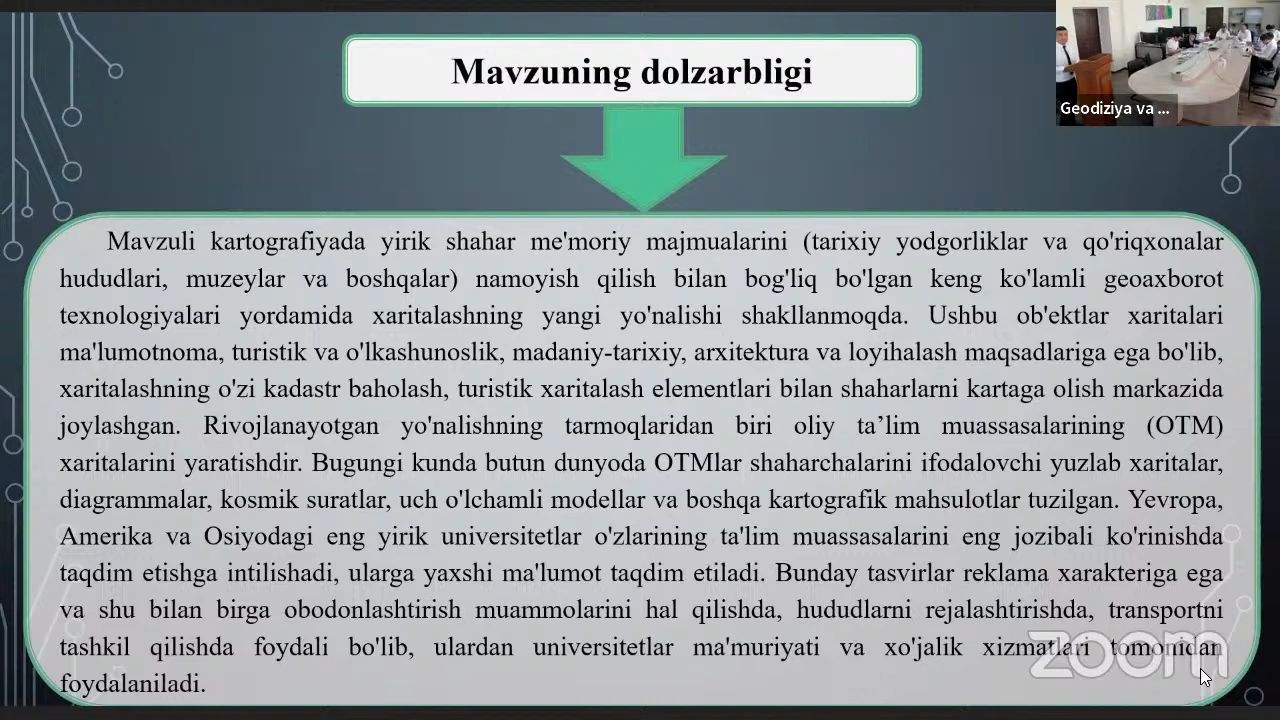 Mavzuning dolzarbligi
Geodiziya va ...
Mavzuli kartografiyada yirik shahar me'moriy majmualarini (tarixiy yodgorliklar va qo'riqxonalar
hududlari, muzeylar va boshqalar) namoyish qilish bilan bog'liq bo'lgan keng ko'lamli geoaxborot
texnologiyalari yordamida xaritalashning yangi yo'nalishi shakllanmoqda. Ushbu ob'ektlar xaritalari
ma'lumotnoma, turistik va o'lkashunoslik, madaniy-tarixiy, arxitektura va loyihalash maqsadlariga ega bo'lib,
xaritalashning o'zi kadastr baholash, turistik xaritalash elementlari bilan shaharlarni kartaga olish markazida
joylashgan. Rivojlanayotgan yo'nalishning tarmoqlaridan biri oliy ta’lim muassasalarining (OTM)
xaritalarini yaratishdir. Bugungi kunda butun dunyoda OTMlar shaharchalarini ifodalovchi yuzlab xaritalar,
diagrammalar, kosmik suratlar, uch o'lchamli modellar va boshqa kartografik mahsulotlar tuzilgan. Yevropa,
Amerika va Osiyodagi eng yirik universitetlar o'zlarining ta'lim muassasalarini eng jozibali ko'rinishda
taqdim etishga intilishadi, ularga yaxshi ma'lumot taqdim etiladi. Bunday tasvirlar reklama xarakteriga ega
va shu bilan birga obodonlashtirish muammolarini hal qilishda, hududlarni rejalashtirishda, transportni
tashkil qilishda foydali bo'lib, ulardan universitetlar ma'muriyati va xo'jalik xizmatlari tomonidan
foydalaniladi.
zoom